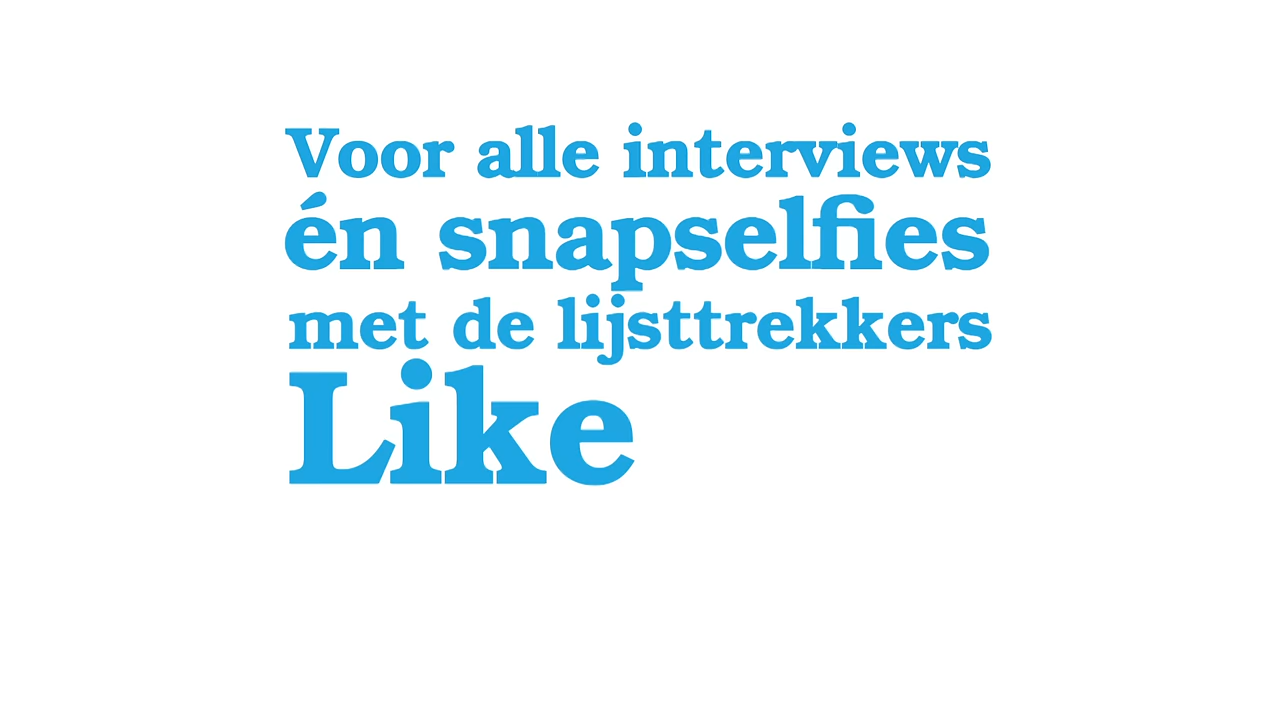 Voor alle interviews
én snapselfies
met de lijsttrekkers
Like